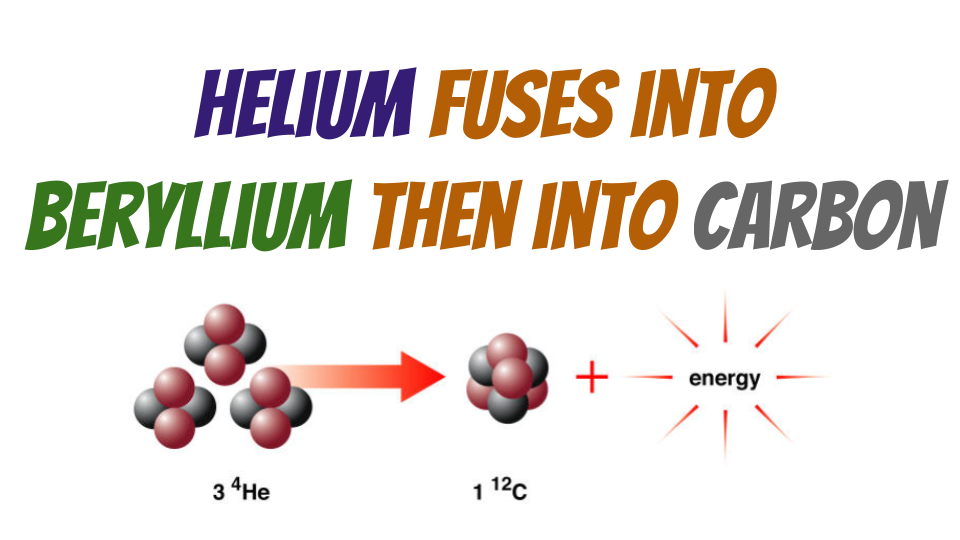 HELIUM FUSES INTO
BERYLLIUM THEN INTO CARBON
+
energy
3 ⁴He
1 ¹²C